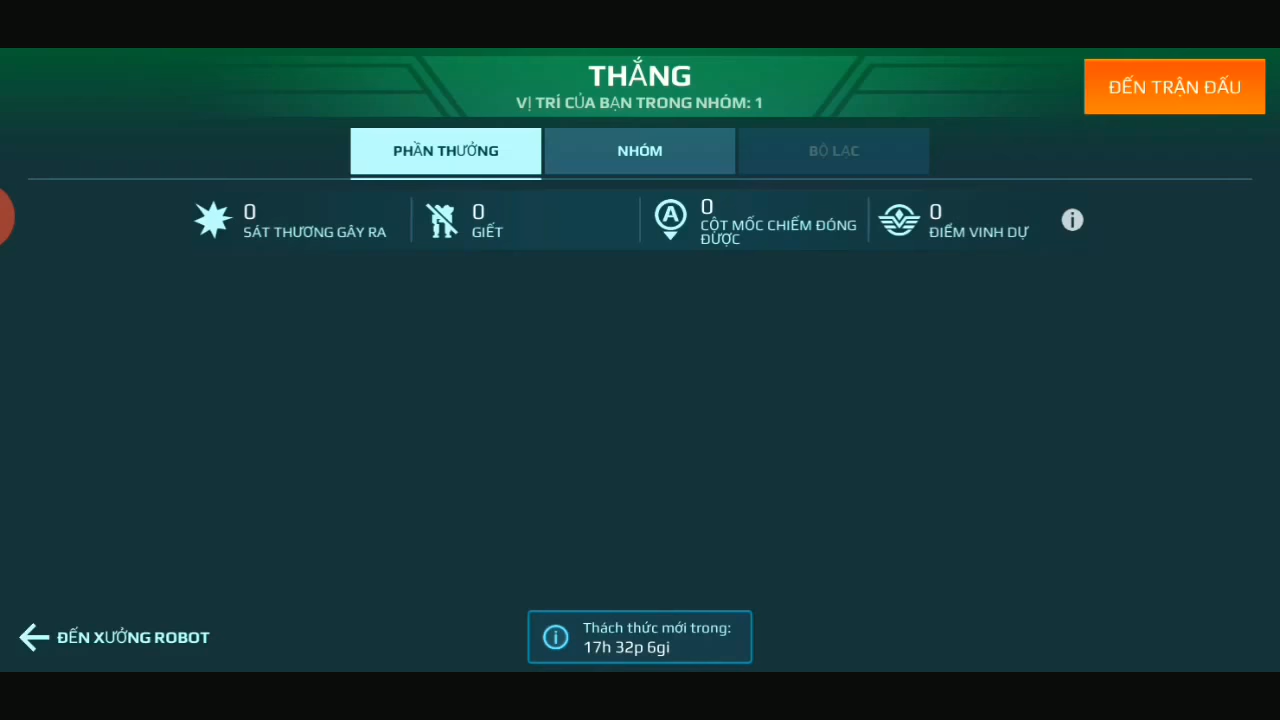 THẮNG
VỊ TRÍ CỦA BẠN TRONG NHÓM: 1
ĐẾN TRẬN ĐẤU
PHẦN THƯỞNG
NHÓM
BỘ LẠC
0
SÁT THƯƠNG GÂY RA
0
GIẾT
A
0
CỘT MỐC CHIẾM ĐÓNG
ĐƯỢC
0
ĐIỂM VINH DỰ
ĐẾN XƯỞNG ROBOT
Thách thức mới trong:
17h 32p 6gi